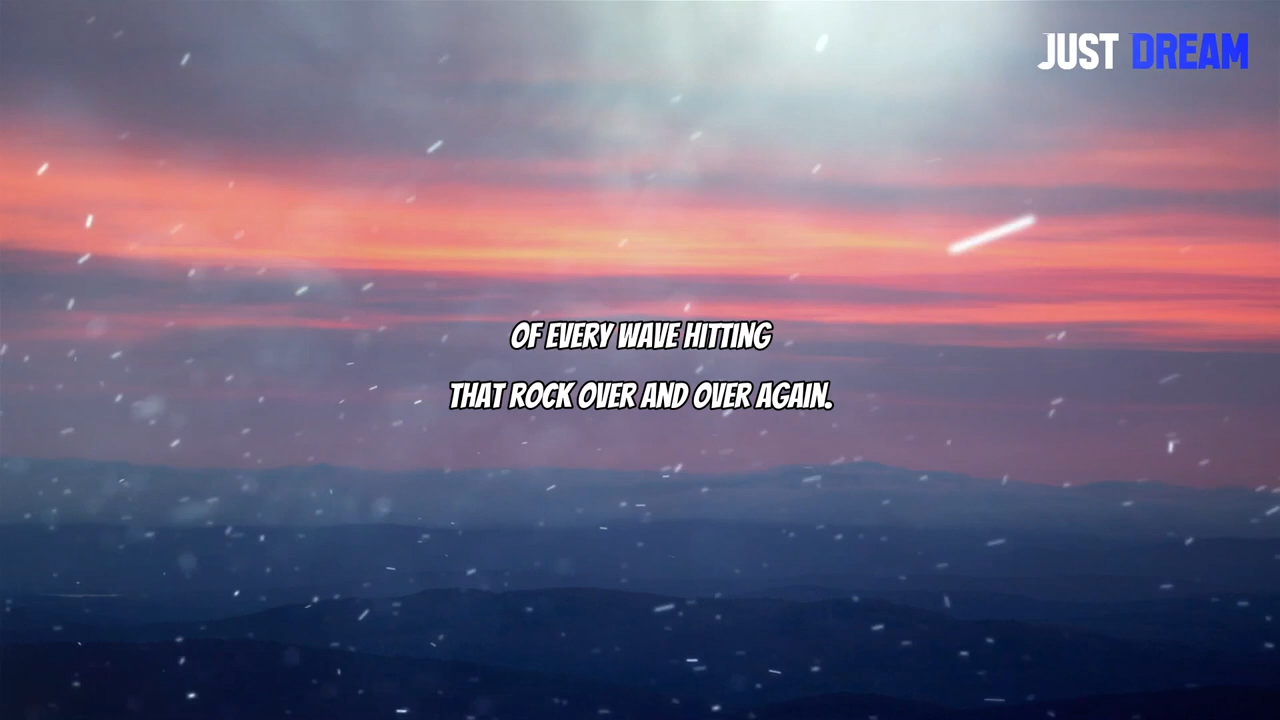 JUST DREAM
OF EVERY WAVE HITTING
THAT ROCK OVER AND OVER AGAIN.